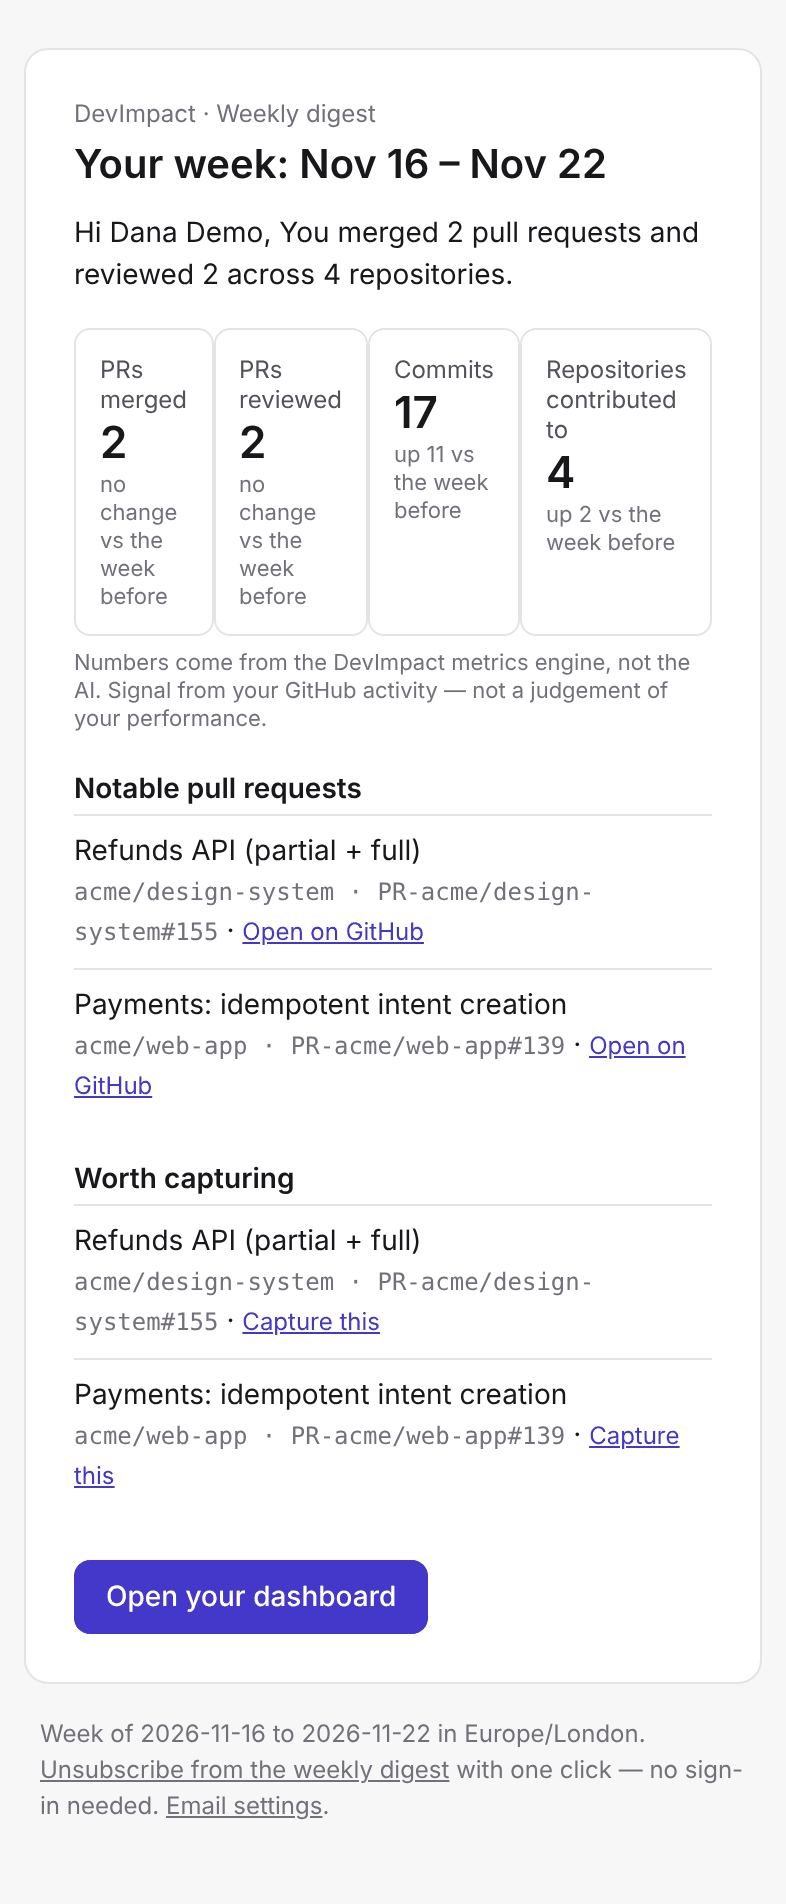 DevImpact · Weekly digest
Your week: Nov 16 – Nov 22
Hi Dana Demo, You merged 2 pull requests and
reviewed 2 across 4 repositories.
PRs
merged
2
no
change
vs the
week
before
PRs
reviewed
2
no
change
vs the
week
before
Commits
17
up 11 vs
the week
before
Repositories
contributed
to
4
up 2 vs the
week before
Numbers come from the DevImpact metrics engine, not the
AI. Signal from your GitHub activity — not a judgement of
your performance.
Notable pull requests
Refunds API (partial + full)
acme/design-system · PR-acme/design-
system#155 · Open on GitHub
Payments: idempotent intent creation
acme/web-app · PR-acme/web-app#139 · Open on
GitHub
Worth capturing
Refunds API (partial + full)
acme/design-system · PR-acme/design-
system#155 · Capture this
Payments: idempotent intent creation
acme/web-app · PR-acme/web-app#139 · Capture
this
Open your dashboard
Week of 2026-11-16 to 2026-11-22 in Europe/London.
Unsubscribe from the weekly digest with one click — no sign-
in needed. Email settings.